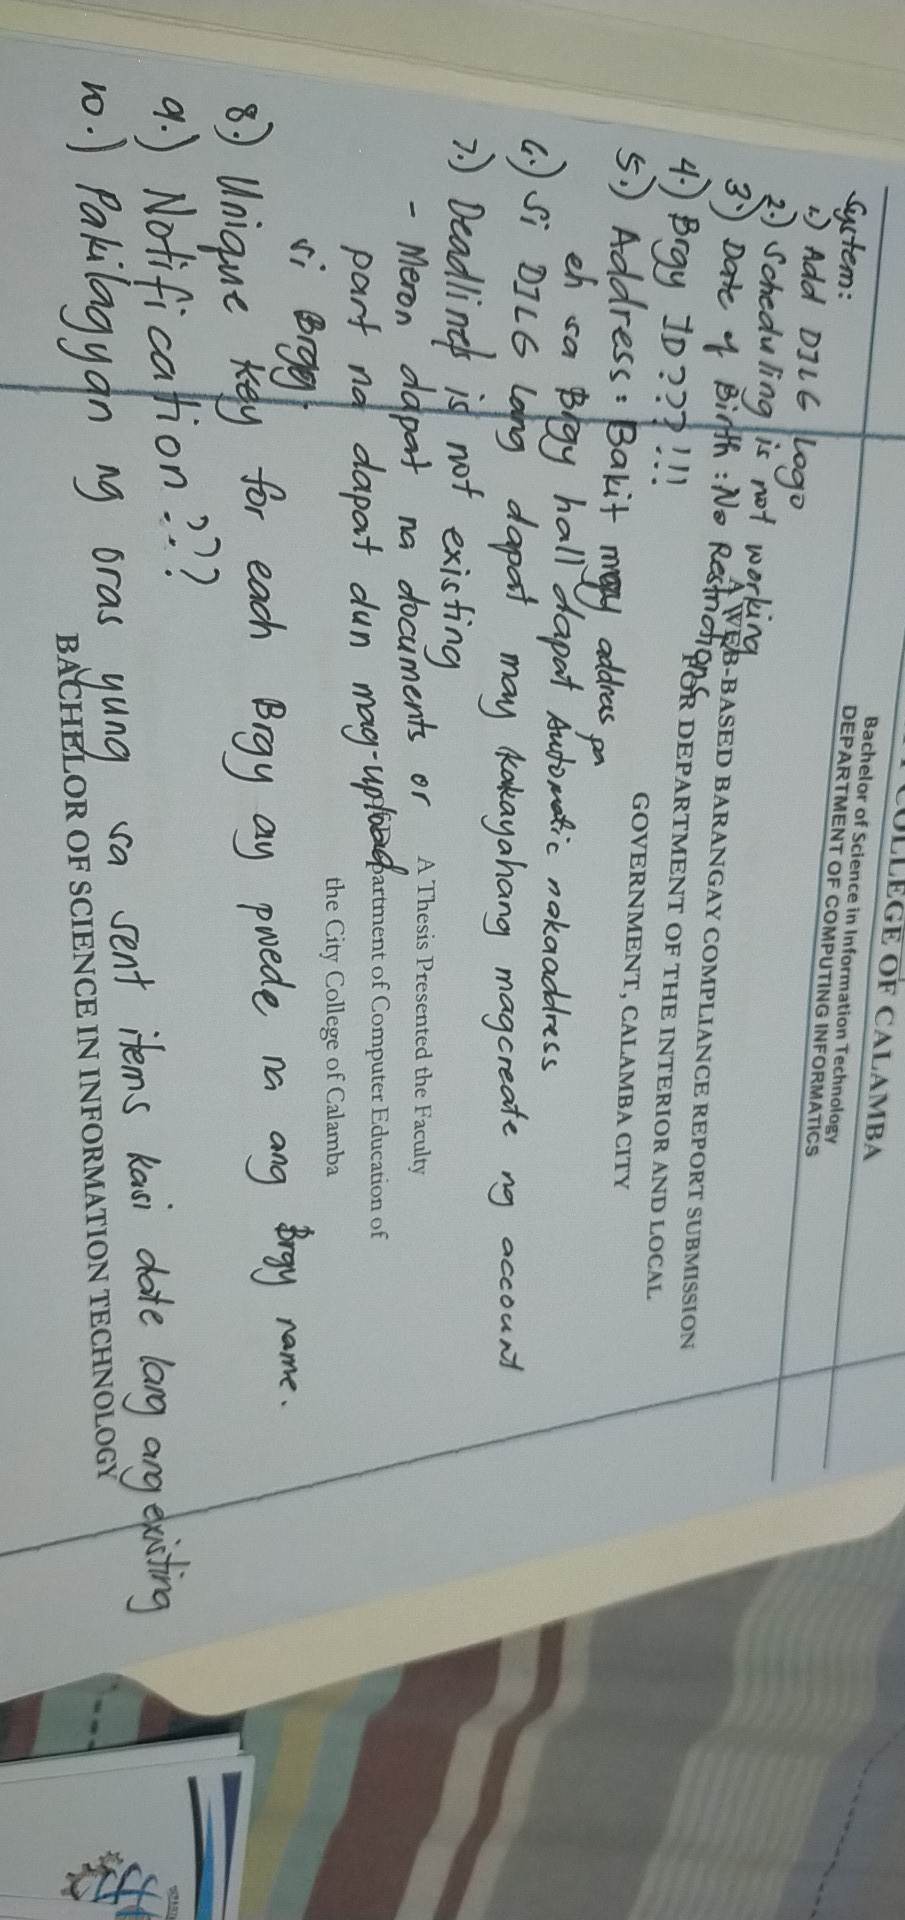 COLLEGE OF CALAMBA
Bachelor of Science in Information Technology
DEPARTMENT OF COMPUTING INFORMATICS
System:
1.) Add DILG Logo
2.) Scheduling is not working
3.) Date of Birth : No Restrictions
A WEB-BASED BARANGAY COMPLIANCE REPORT SUBMISSION
FOR DEPARTMENT OF THE INTERIOR AND LOCAL
GOVERNMENT, CALAMBA CITY
4.) Brgy ID???!!!
5.) Address: Bakit may address pa
eh sa Brgy hall dapat Automatic nakaaddress
6.) Si DILG lang dapat may kakayahang magcreate ng account
7.) Deadlines is not existing
- Meron dapat na documents or
part na dapat dun mag-upload
si Brgy.
A Thesis Presented the Faculty
partment of Computer Education of
the City College of Calamba
8.) Unique key for each Brgy ay pwede na ang Brgy name.
9.) Notification???
10.) Pakilagyan ng oras yung sa sent items kasi date lang ang existing
BACHELOR OF SCIENCE IN INFORMATION TECHNOLOGY